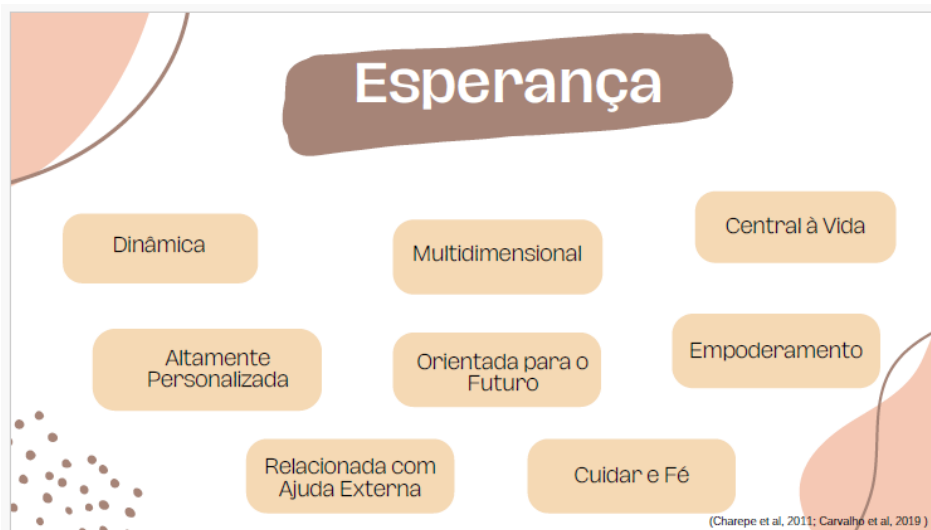 Esperança
Dinâmica
Multidimensional
Central à Vida
Altamente
Personalizada
Orientada para o
Futuro
Empoderamento
Relacionada com
Ajuda Externa
Cuidar e Fé
(Charepe et al, 2011; Carvalho et al, 2019 )